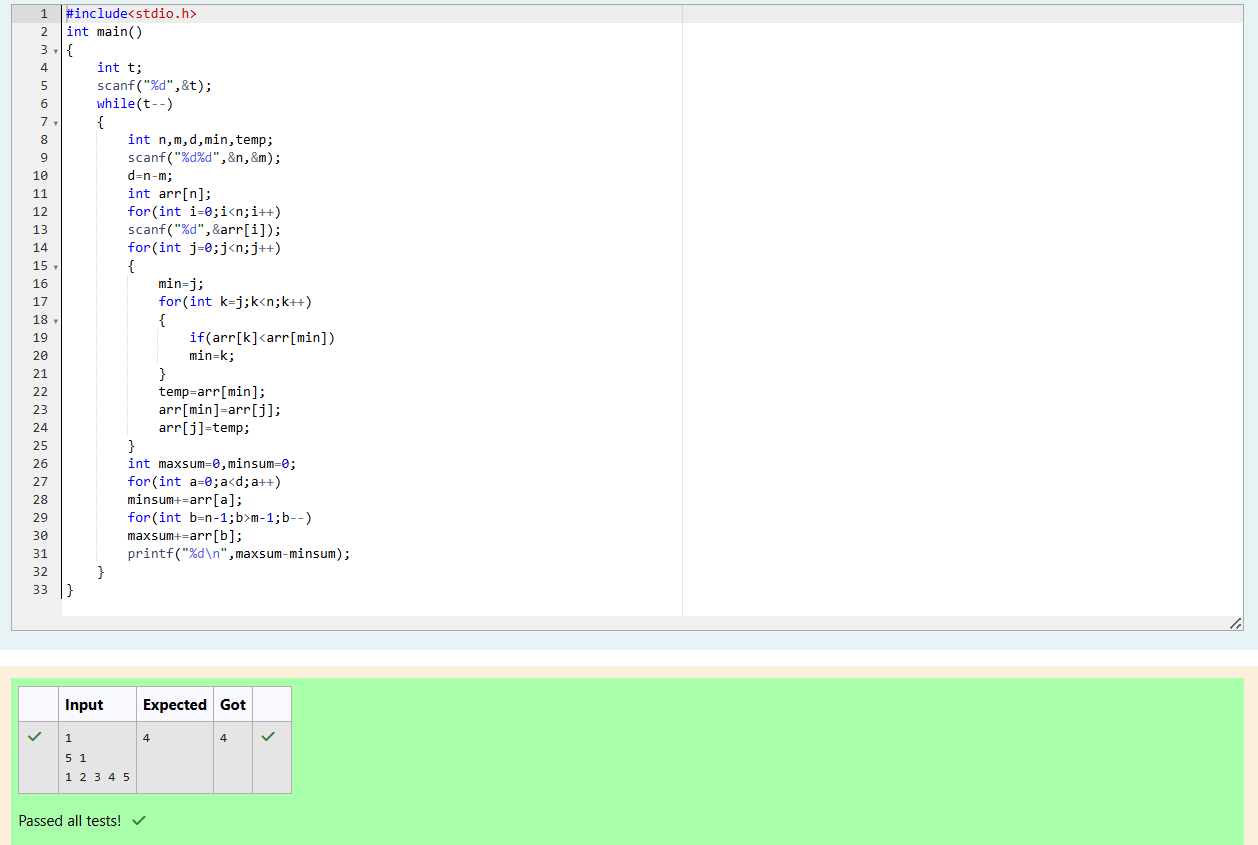 1 #include<stdio.h>
2 int main()
3 {
4     int t;
5     scanf("%d",&t);
6     while(t--)
7     {
8         int n,m,d,min,temp;
9         scanf("%d%d",&n,&m);
10         d=n-m;
11         int arr[n];
12         for(int i=0;i<n;i++)
13         scanf("%d",&arr[i]);
14         for(int j=0;j<n;j++)
15         {
16             min=j;
17             for(int k=j;k<n;k++)
18             {
19                 if(arr[k]<arr[min])
20                 min=k;
21             }
22             temp=arr[min];
23             arr[min]=arr[j];
24             arr[j]=temp;
25         }
26         int maxsum=0,minsum=0;
27         for(int a=0;a<d;a++)
28         minsum+=arr[a];
29         for(int b=n-1;b>m-1;b--)
30         maxsum+=arr[b];
31         printf("%d\n",maxsum-minsum);
32     }
33 }
Input Expected Got
1 4 4
5 1
1 2 3 4 5
Passed all tests!